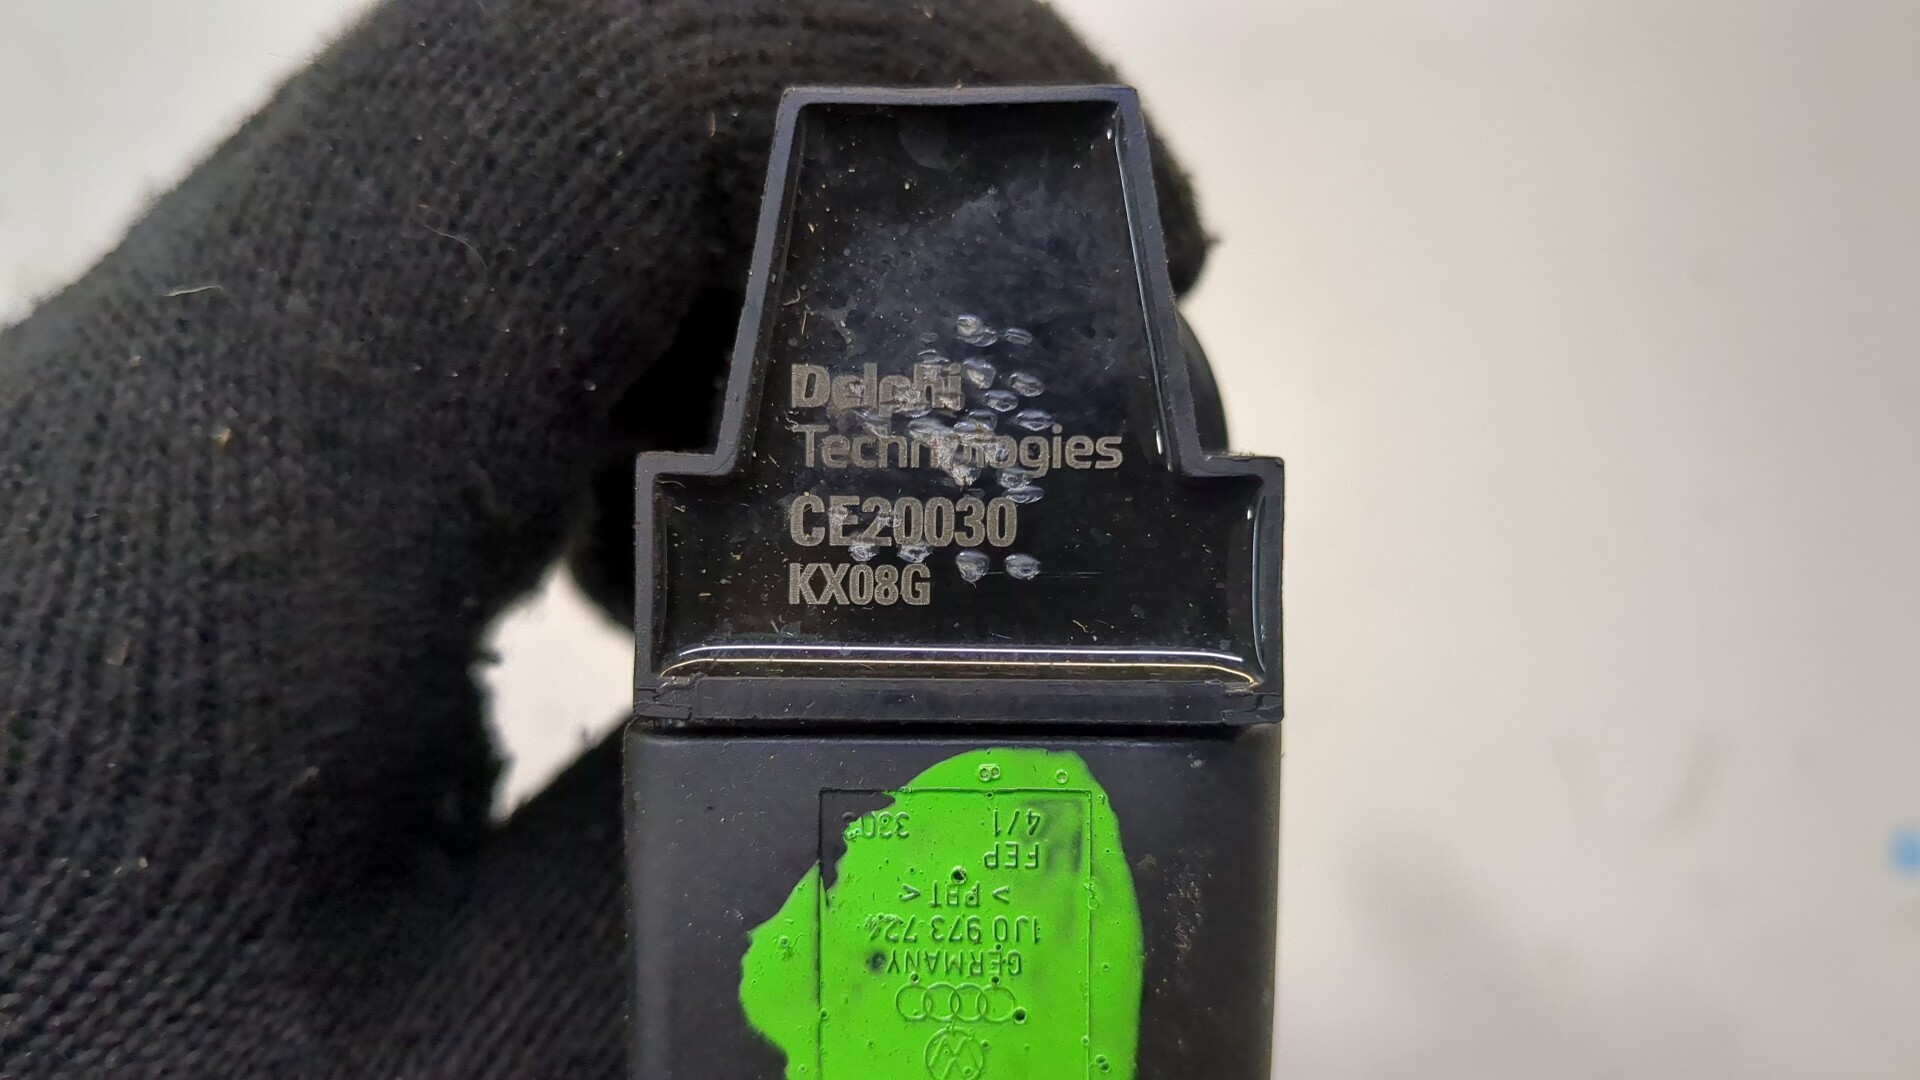 Delphi
Technologies
CE20030
KX08G
GERMANY
1J0 973 724
> PBT <
FEP
4/1